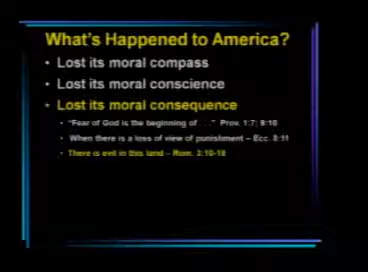 What's Happened to America?
• Lost its moral compass
• Lost its moral conscience
• Lost its moral consequence
• "Fear of God is the beginning of . . ." Prov. 1:7; 9:10
• When there is a loss of view of punishment – Ecc. 8:11
• There is evil in this land – Rom. 3:10-18